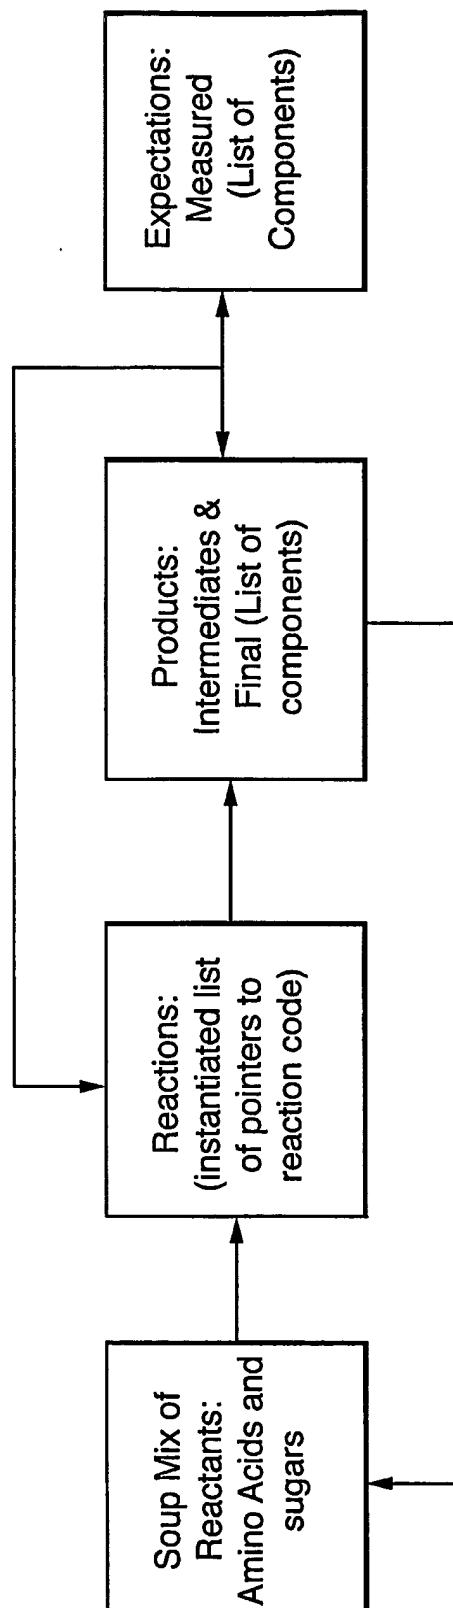 Soup Mix of
Reactants:
Amino Acids and
sugars
Reactions:
(instantiated list
of pointers to
reaction code)
Products:
Intermediates &
Final (List of
components)
Expectations:
Measured
(List of
Components)